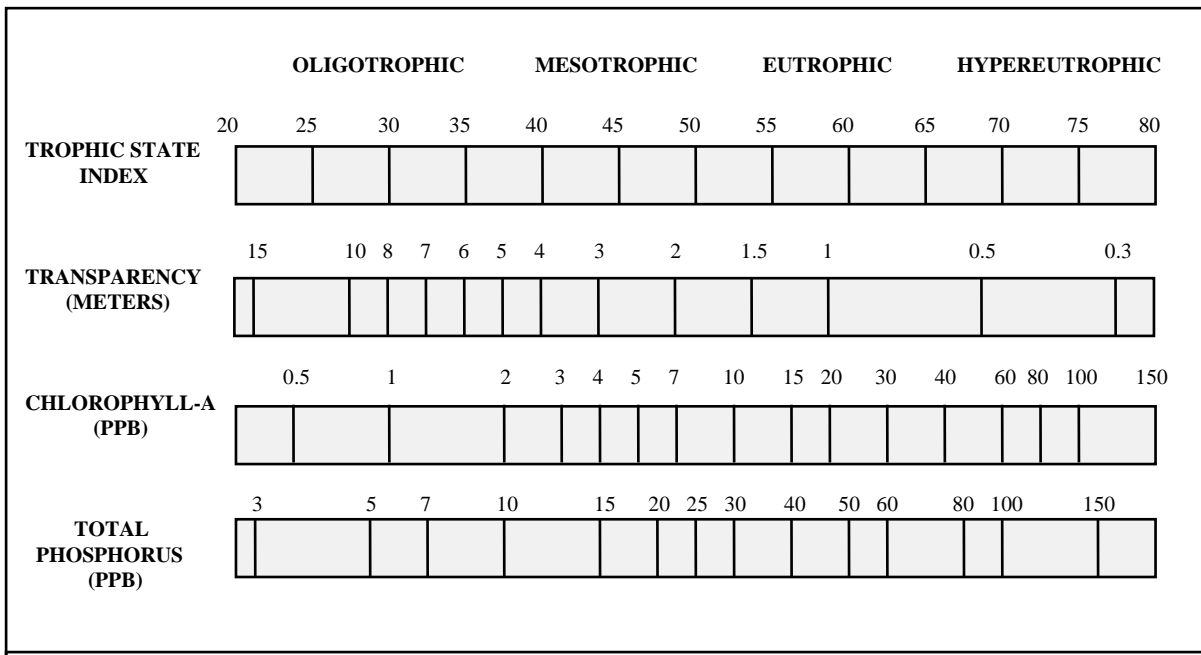 OLIGOTROPHIC MESOTROPHIC EUTROPHIC HYPEREUTROPHIC
20 25 30 35 40 45 50 55 60 65 70 75 80
TROPHIC STATE
INDEX
15 10 8 7 6 5 4 3 2 1.5 1 0.5 0.3
TRANSPARENCY
(METERS)
0.5 1 2 3 4 5 7 10 15 20 30 40 60 80 100 150
CHLOROPHYLL-A
(PPB)
3 5 7 10 15 20 25 30 40 50 60 80 100 150
TOTAL
PHOSPHORUS
(PPB)